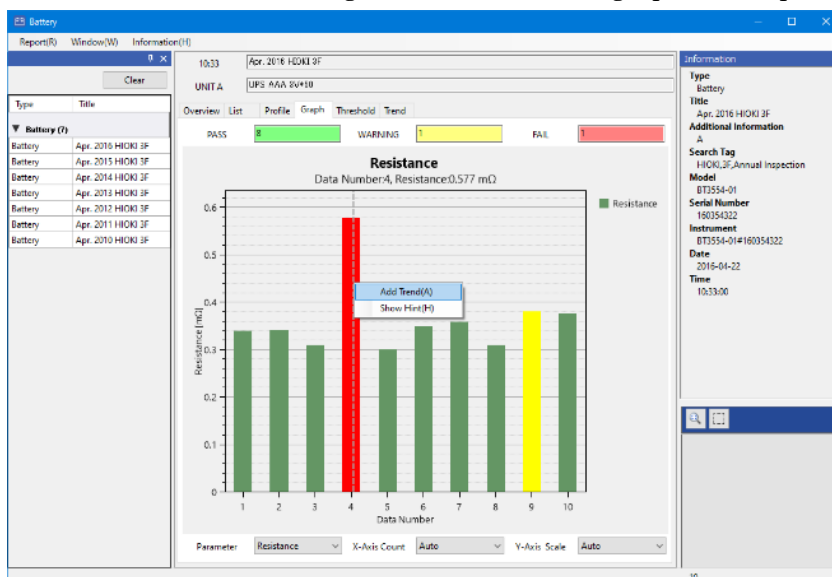 Battery
Report(R) Window(W) Information(H)
Clear
Type Title
Battery (7)
Battery Apr. 2016 HIOKI 3F
Battery Apr. 2015 HIOKI 3F
Battery Apr. 2014 HIOKI 3F
Battery Apr. 2013 HIOKI 3F
Battery Apr. 2012 HIOKI 3F
Battery Apr. 2011 HIOKI 3F
Battery Apr. 2010 HIOKI 3F
10:33 Apr. 2016 HIOKI 3F
UNIT A UPS AAA 8V*10
Overview List Profile Graph Threshold Trend
PASS 8 WARNING 1 FAIL 1
Resistance
Data Number:4, Resistance:0.577 mΩ
Resistance
0.6
0.5
0.4
0.3
0.2
0.1
0
Resistance [mΩ]
Add Trend(A)
Show Hint(H)
1 2 3 4 5 6 7 8 9 10
Data Number
Parameter Resistance X-Axis Count Auto Y-Axis Scale Auto
Information
Type
Battery
Title
Apr. 2016 HIOKI 3F
Additional Information
A
Search Tag
HIOKI,3F,Annual Inspection
Model
BT3554-01
Serial Number
160354322
Instrument
BT3554-01#160354322
Date
2016-04-22
Time
10:33:00